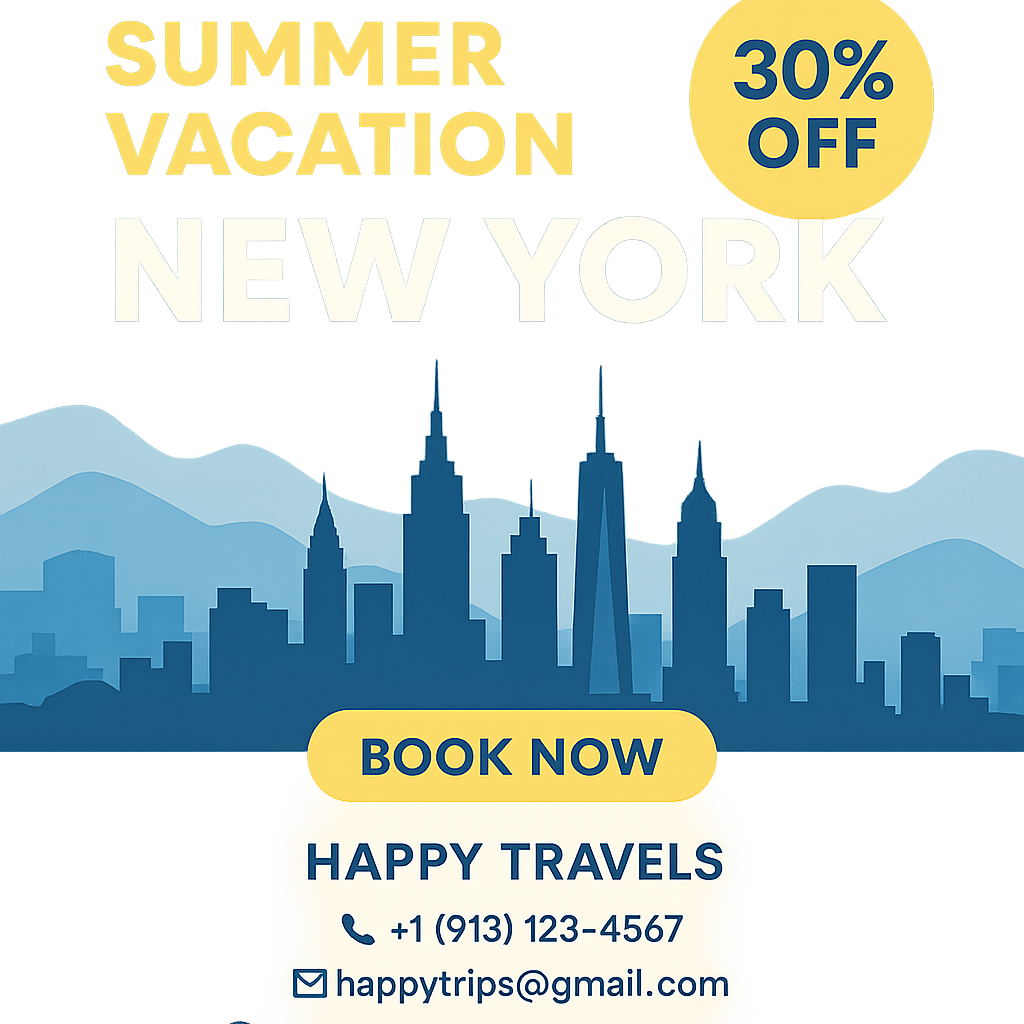 SUMMER
VACATION
30%
OFF
NEW YORK
BOOK NOW
HAPPY TRAVELS
+1 (913) 123-4567
happytrips@gmail.com